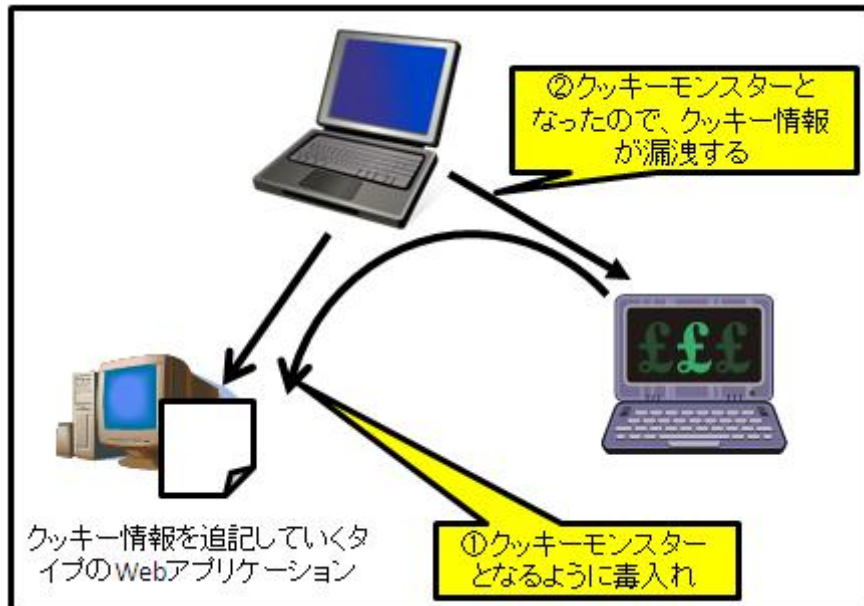 ②クッキーモンスターと
なったので、クッキー情報
が漏洩する
£££
クッキー情報を追記していくタ
イプのWebアプリケーション
①クッキーモンスター
となるように毒入れ